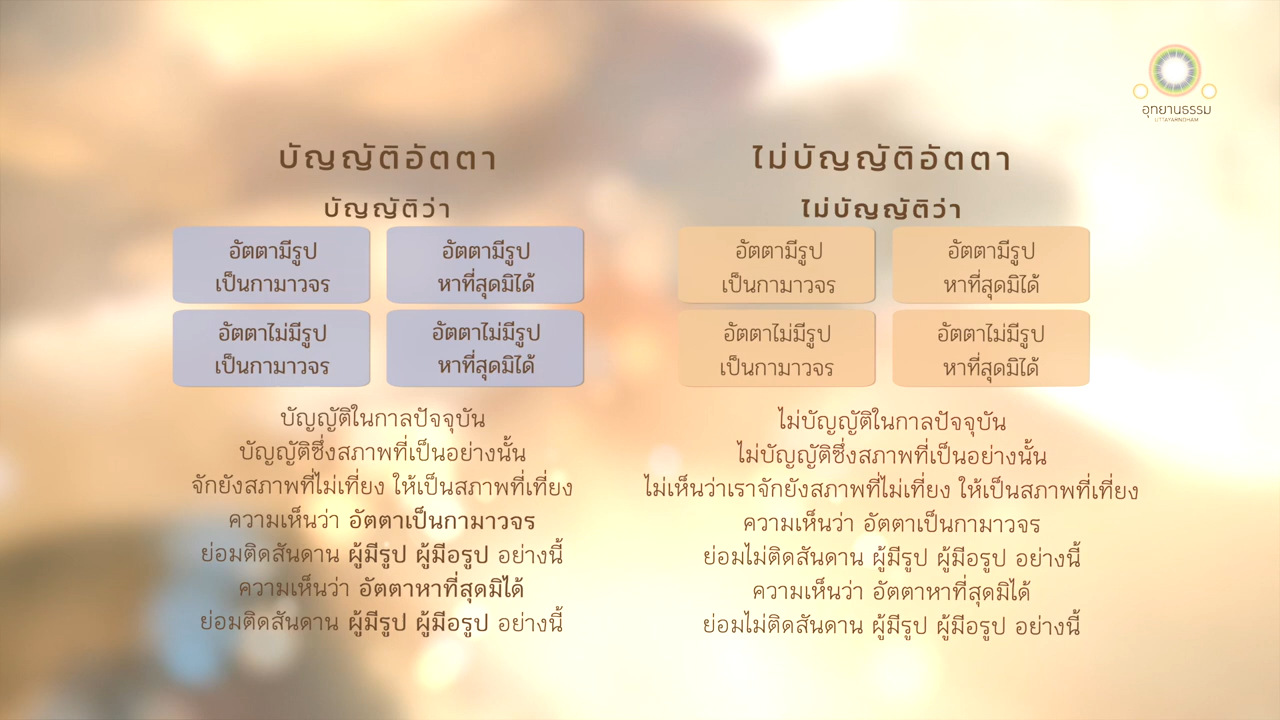 อุทยานธรรม
UTTAYARNDHAM
บัญญัติอัตตา
บัญญัติว่า
อัตตามีรูป
เป็นกามาวจร
อัตตามีรูป
หาที่สุดมิได้
อัตตาไม่มีรูป
เป็นกามาวจร
อัตตาไม่มีรูป
หาที่สุดมิได้
บัญญัติในกาลปัจจุบัน
บัญญัติซึ่งสภาพที่เป็นอย่างนั้น
จักยังสภาพที่ไม่เที่ยง ให้เป็นสภาพที่เที่ยง
ความเห็นว่า อัตตาเป็นกามาวจร
ย่อมติดสันดาน ผู้มีรูป ผู้มีอรูป อย่างนี้
ความเห็นว่า อัตตาหาที่สุดมิได้
ย่อมติดสันดาน ผู้มีรูป ผู้มีอรูป อย่างนี้
ไม่บัญญัติอัตตา
ไม่บัญญัติว่า
อัตตามีรูป
เป็นกามาวจร
อัตตามีรูป
หาที่สุดมิได้
อัตตาไม่มีรูป
เป็นกามาวจร
อัตตาไม่มีรูป
หาที่สุดมิได้
ไม่บัญญัติในกาลปัจจุบัน
ไม่บัญญัติซึ่งสภาพที่เป็นอย่างนั้น
ไม่เห็นว่าเราจักยังสภาพที่ไม่เที่ยง ให้เป็นสภาพที่เที่ยง
ความเห็นว่า อัตตาเป็นกามาวจร
ย่อมไม่ติดสันดาน ผู้มีรูป ผู้มีอรูป อย่างนี้
ความเห็นว่า อัตตาหาที่สุดมิได้
ย่อมไม่ติดสันดาน ผู้มีรูป ผู้มีอรูป อย่างนี้